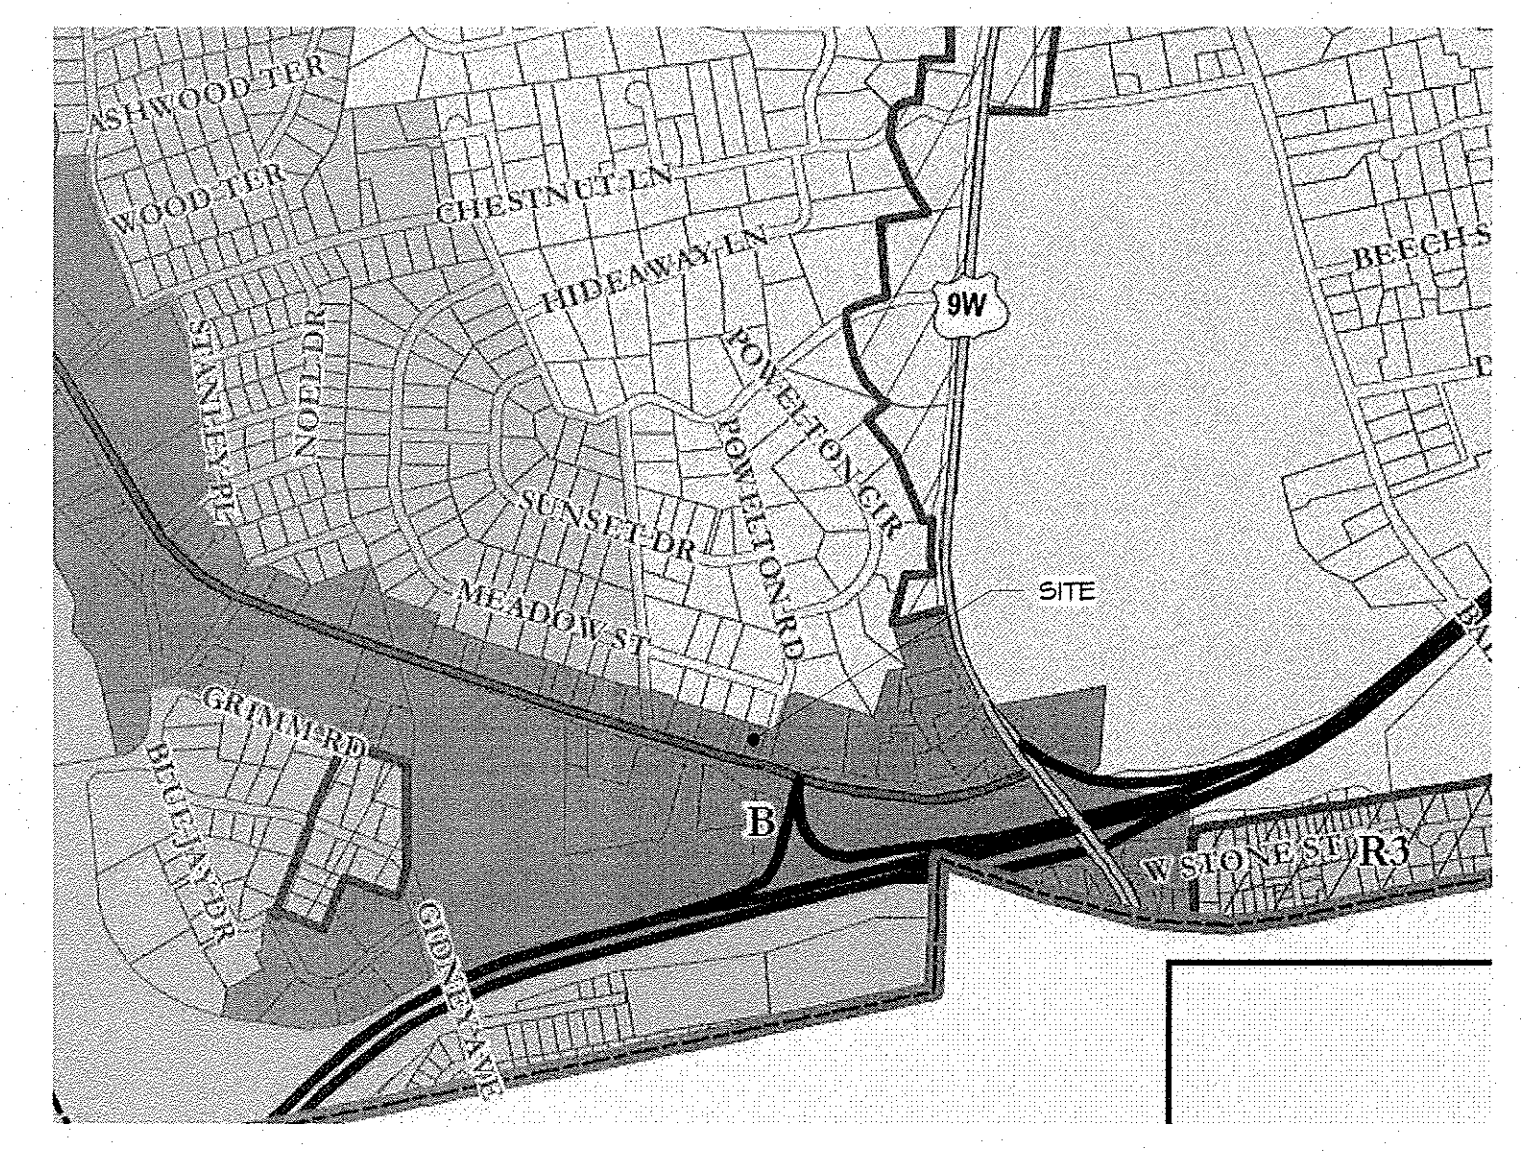 ASHWOOD TER
WOOD TER
CHESTNUT LN
HIDEAWAY LN
BEECH S
9W
STANLEY PL
NOEL DR
POWELTON CIR
POWELTON RD
D
SUNSET DR
MEADOW ST
SITE
BAL
GRIMM RD
BLUE JAY DR
B
W STONE ST
R3
GIDNEY AVE